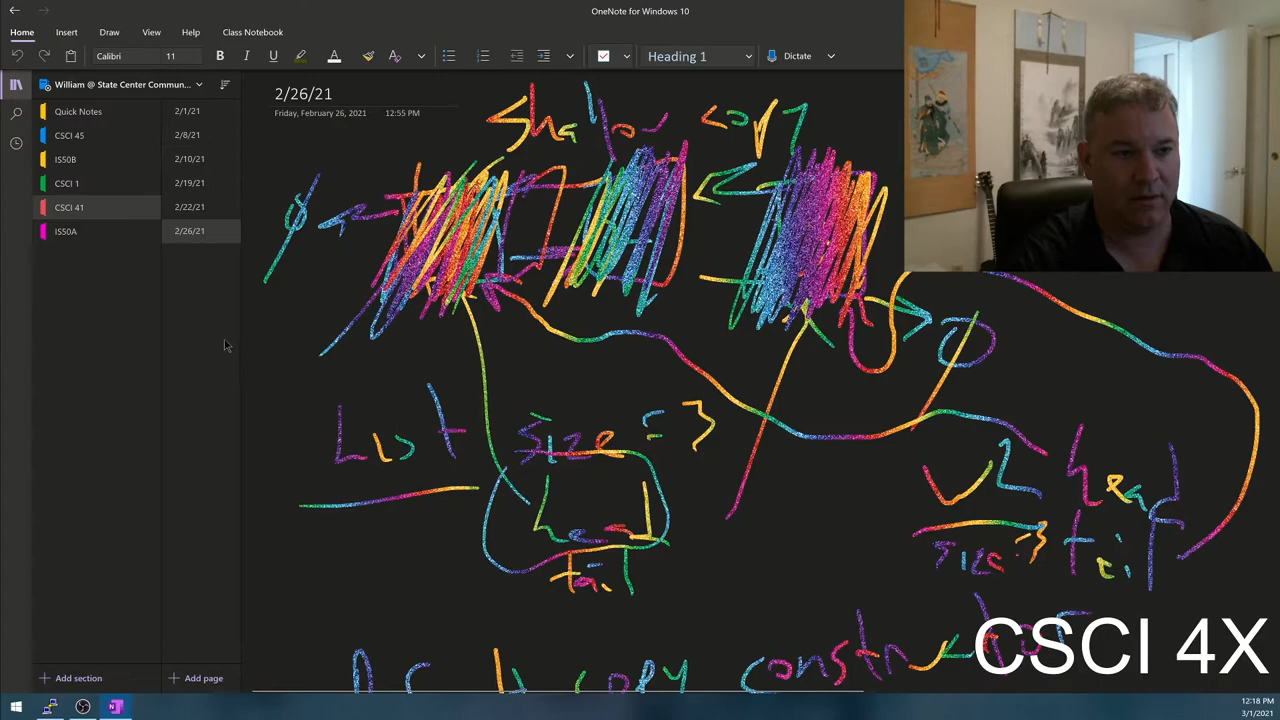 OneNote for Windows 10
Home Insert Draw View Help Class Notebook
Calibri 11 B I U A Heading 1 Dictate
William @ State Center Commun...
Quick Notes
CSCI 45
IS50B
CSCI 1
CSCI 41
IS50A
2/1/21
2/8/21
2/10/21
2/19/21
2/22/21
2/26/21
2/26/21
Friday, February 26, 2021 12:55 PM
Shallow copy
List size = 3
head
tail
V2 head
size=3 tail
copy constructor
CSCI 4X
Add section
Add page
12:18 PM
3/1/2021